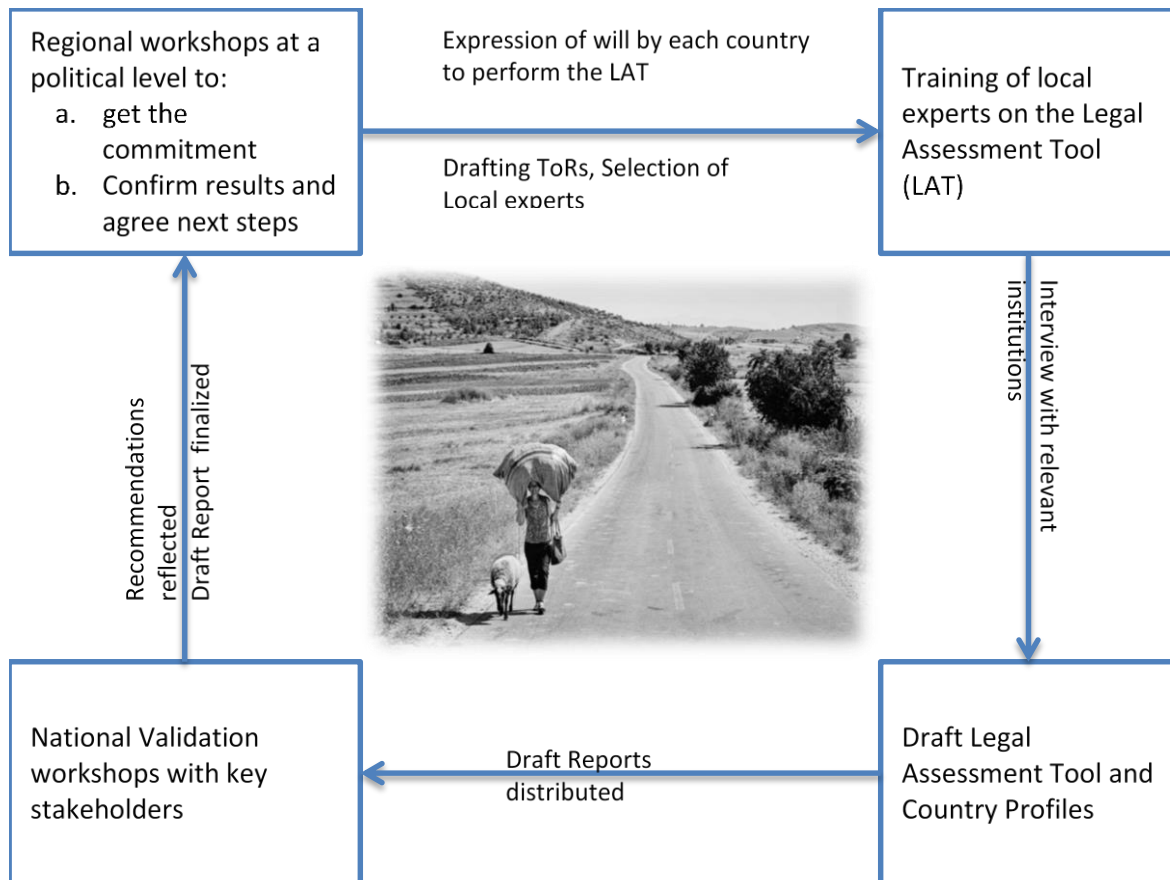 Regional workshops at a
political level to:
a. get the
commitment
b. Confirm results and
agree next steps
Expression of will by each country
to perform the LAT
Drafting ToRs, Selection of
Local experts
Training of local
experts on the Legal
Assessment Tool
(LAT)
Interview with relevant
institutions
Draft Legal
Assessment Tool and
Country Profiles
Draft Reports
distributed
National Validation
workshops with key
stakeholders
Recommendations
reflected
Draft Report finalized